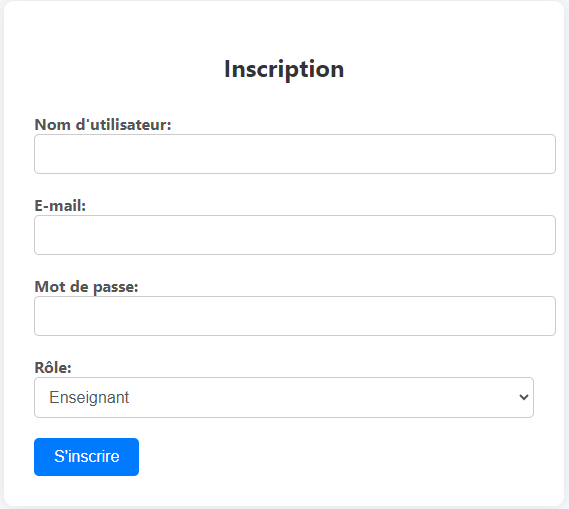 Inscription
Nom d'utilisateur:
E-mail:
Mot de passe:
Rôle:
Enseignant
S'inscrire